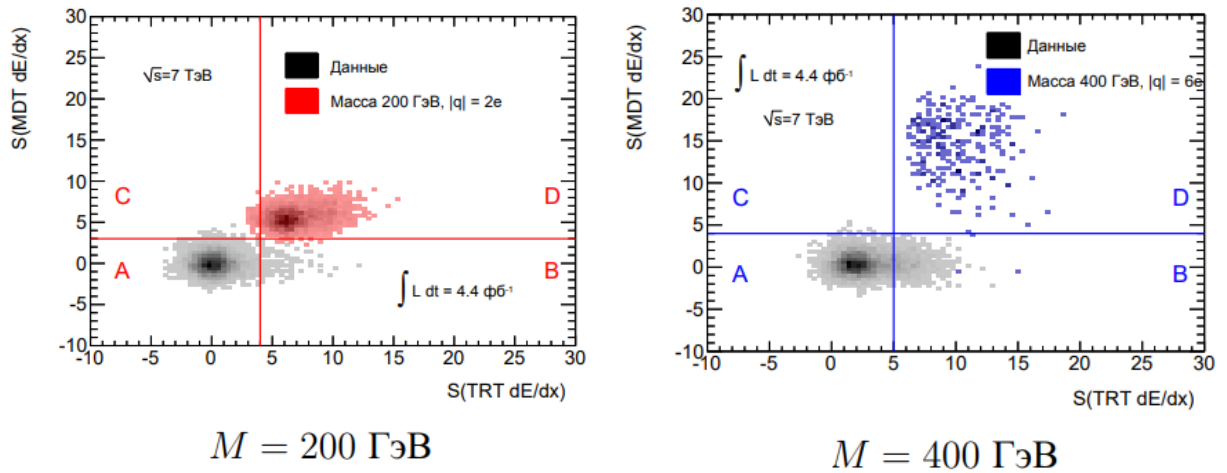 S(MDT dE/dx)
30
25
20
15
10
5
0
-5
-10
√s=7 ТэВ
Данные
Масса 200 ГэВ, |q| = 2e
C
D
A
B
∫ L dt = 4.4 фб⁻¹
-10 -5 0 5 10 15 20 25 30
S(TRT dE/dx)
M = 200 ГэВ
S(MDT dE/dx)
30
25
20
15
10
5
0
-5
-10
∫ L dt = 4.4 фб⁻¹
√s=7 ТэВ
Данные
Масса 400 ГэВ, |q| = 6e
C
D
A
B
-10 -5 0 5 10 15 20 25 30
S(TRT dE/dx)
M = 400 ГэВ